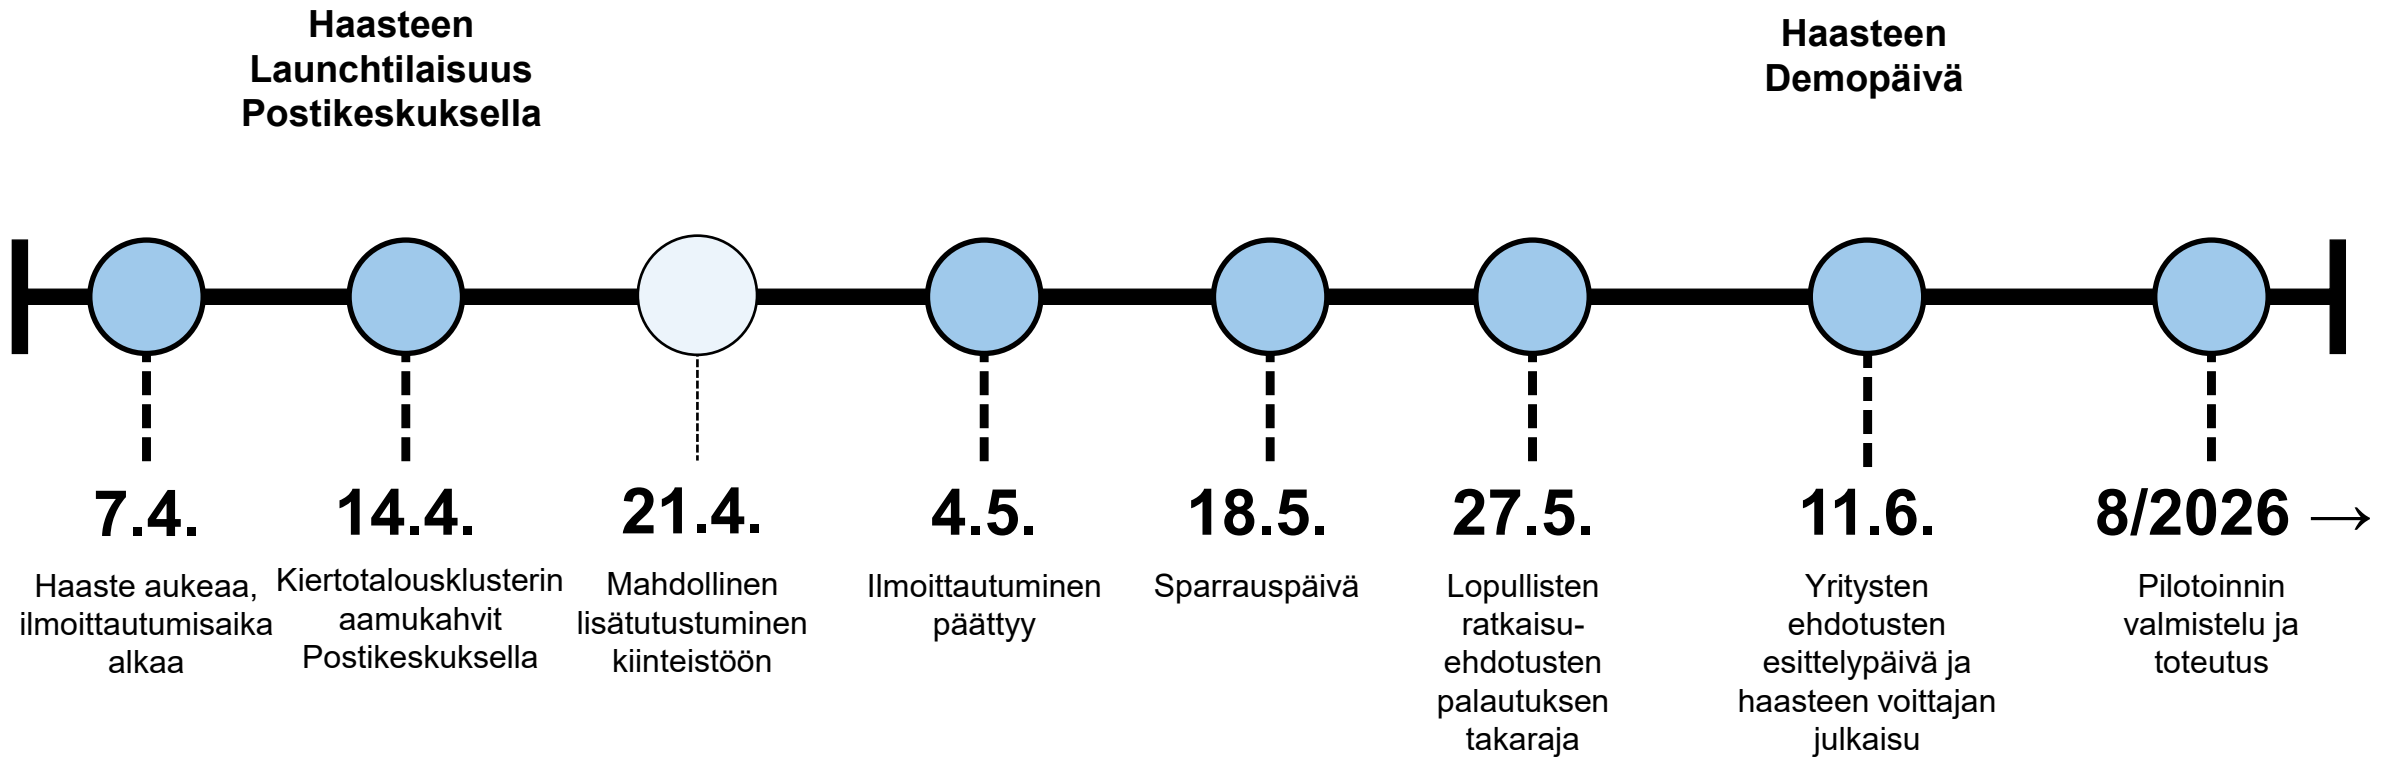 Haasteen
Launchtilaisuus
Postikeskuksella
Haasteen
Demopäivä
7.4.
Haaste aukeaa,
ilmoittautumisaika
alkaa
14.4.
Kiertotalousklusterin
aamukahvit
Postikeskuksella
21.4.
Mahdollinen
lisätutustuminen
kiinteistöön
4.5.
Ilmoittautuminen
päättyy
18.5.
Sparrauspäivä
27.5.
Lopullisten
ratkaisu-
ehdotusten
palautuksen
takaraja
11.6.
Yritysten
ehdotusten
esittelypäivä ja
haasteen voittajan
julkaisu
8/2026 →
Pilotoinnin
valmistelu ja
toteutus